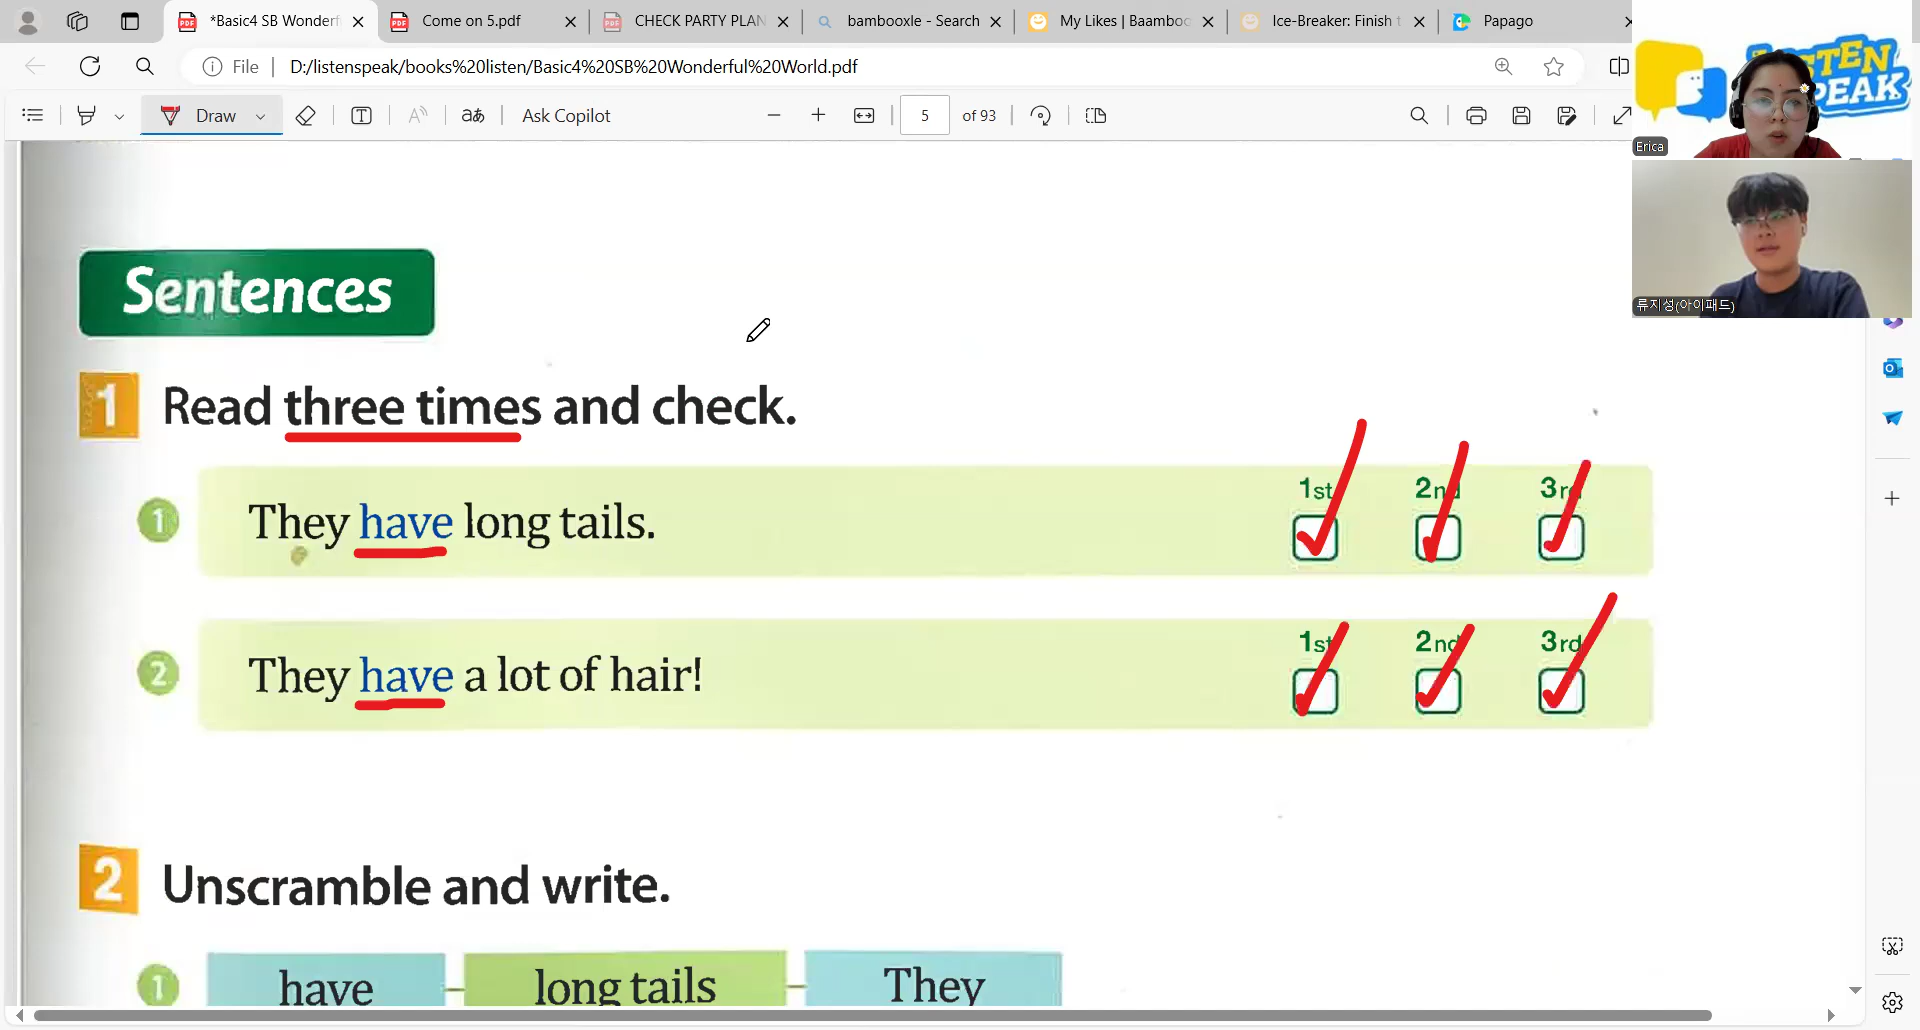 *Basic4 SB Wonderf
Come on 5.pdf
CHECK PARTY PLAN
bambooxle - Search
My Likes | Baamboo
Ice-Breaker: Finish t
Papago
File
D:/listenspeak/books%20listen/Basic4%20SB%20Wonderful%20World.pdf
Draw
Ask Copilot
5 of 93
LISTEN
SPEAK
Erica
류지성(아이패드)
Sentences
1 Read three times and check.
1 They have long tails. 1st 2nd 3rd
2 They have a lot of hair! 1st 2nd 3rd
2 Unscramble and write.
1 have long tails They